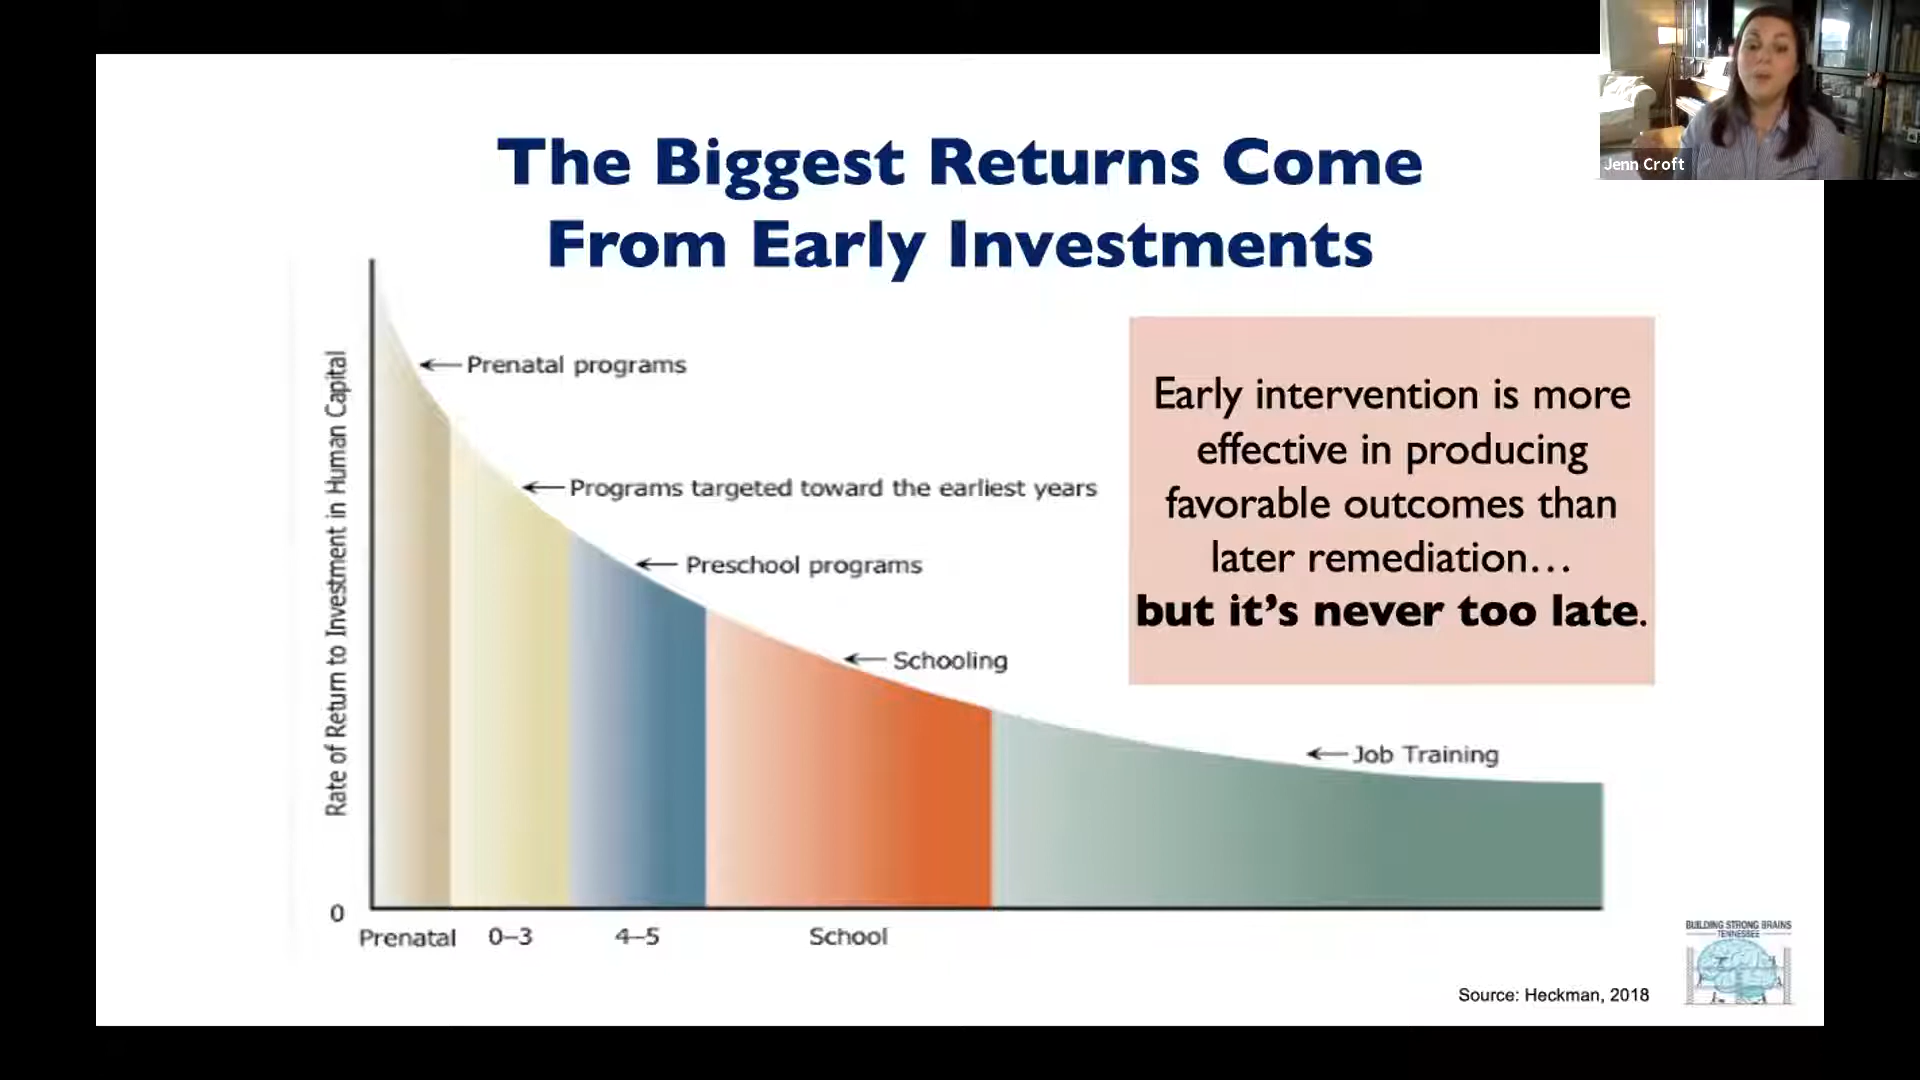 Jenn Croft
The Biggest Returns Come
From Early Investments
Rate of Return to Investment in Human Capital
Prenatal programs
Programs targeted toward the earliest years
Preschool programs
Schooling
Job Training
Early intervention is more
effective in producing
favorable outcomes than
later remediation…
but it’s never too late.
0
Prenatal 0–3 4–5 School
BUILDING STRONG BRAINS
TENNESSEE
Source: Heckman, 2018